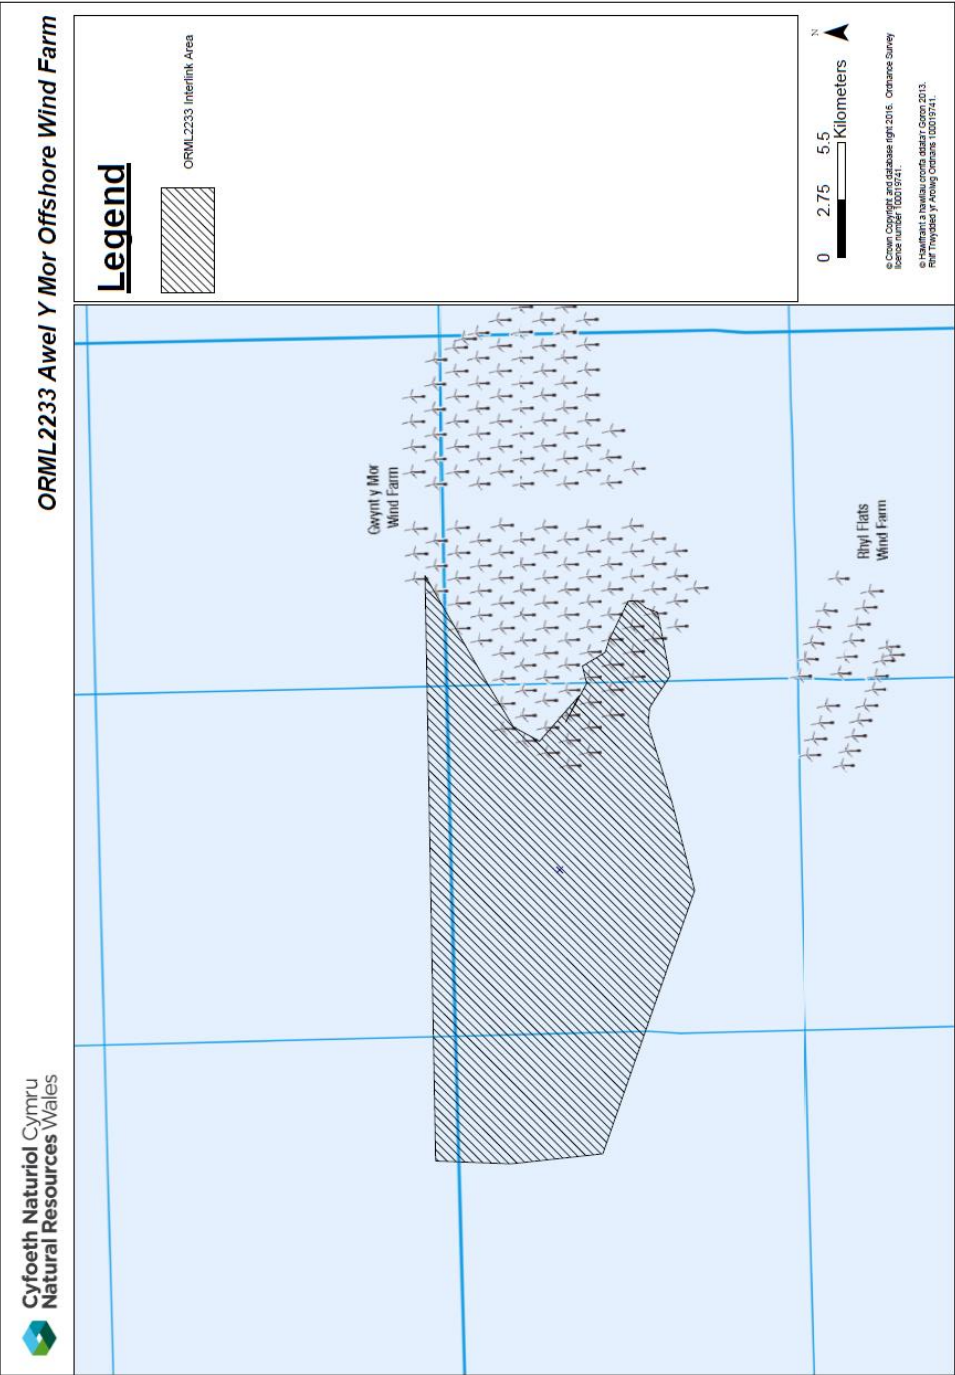 Cyfoeth Naturiol Cymru
Natural Resources Wales
ORML2233 Awel Y Mor Offshore Wind Farm
Gwynt y Mor
Wind Farm
Rhyl Flats
Wind Farm
Legend
ORML2233 Interlink Area
N
0 2.75 5.5
Kilometers
© Crown Copyright and database right 2016. Ordnance Survey
licence number 100019741.
© Hawlfraint a hawliau cronfa ddata'r Goron 2013.
Rhif Trwydded yr Arolwg Ordnans 100019741.